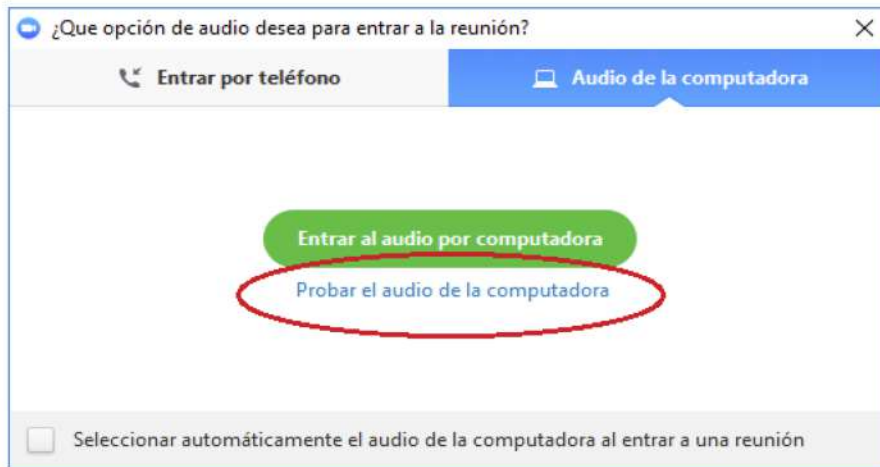 ¿Que opción de audio desea para entrar a la reunión?
Entrar por teléfono
Audio de la computadora
Entrar al audio por computadora
Probar el audio de la computadora
Seleccionar automáticamente el audio de la computadora al entrar a una reunión